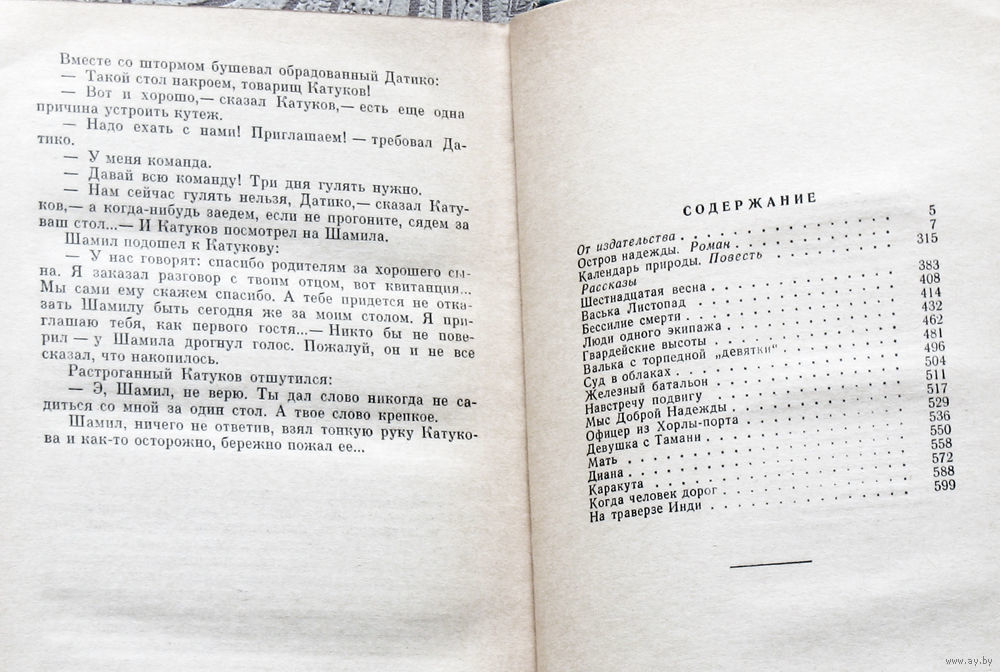 Вместе со штормом бушевал обрадованный Датико:
— Такой стол накроем, товарищ Катуков!
— Вот и хорошо,— сказал Катуков,— есть еще одна
причина устроить кутеж.
— Надо ехать с нами! Приглашаем! — требовал Да-
тико.
— У меня команда.
— Давай всю команду! Три дня гулять нужно.
— Нам сейчас гулять нельзя, Датико,— сказал Кату-
ков,— а когда-нибудь заедем, если не прогоните, сядем за
ваш стол...— И Катуков посмотрел на Шамила.
Шамил подошел к Катукову:
— У нас говорят: спасибо родителям за хорошего сы-
на. Я заказал разговор с твоим отцом, вот квитанция...
Мы сами ему скажем спасибо. А тебе придется не отка-
зать Шамилу быть сегодня же за моим столом. Я при-
глашаю тебя, как первого гостя...— Никто бы не пове-
рил — у Шамила дрогнул голос. Пожалуй, он и не все
сказал, что накопилось.
Растроганный Катуков отшутился:
— Э, Шамил, не верю. Ты дал слово никогда не са-
диться со мной за один стол. А твое слово крепкое.
Шамил, ничего не ответив, взял тонкую руку Катуко-
ва и как-то осторожно, бережно пожал ее...
СОДЕРЖАНИЕ
От издательства 5
Остров надежды. Роман 7
Календарь природы. Повесть 315
Рассказы
Шестнадцатая весна 383
Васька Листопад 408
Бессилие смерти 414
Люди одного экипажа 432
Гвардейские высоты 462
Валька с торпедной „девятки“ 481
Суд в облаках 496
Железный батальон 504
Навстречу подвигу 511
Мыс Доброй Надежды 517
Офицер из Хорлы-порта 529
Девушка с Тамани 536
Мать 550
Диана 558
Каракута 572
Когда человек дорог 588
На траверзе Инди 599
www.ay.by